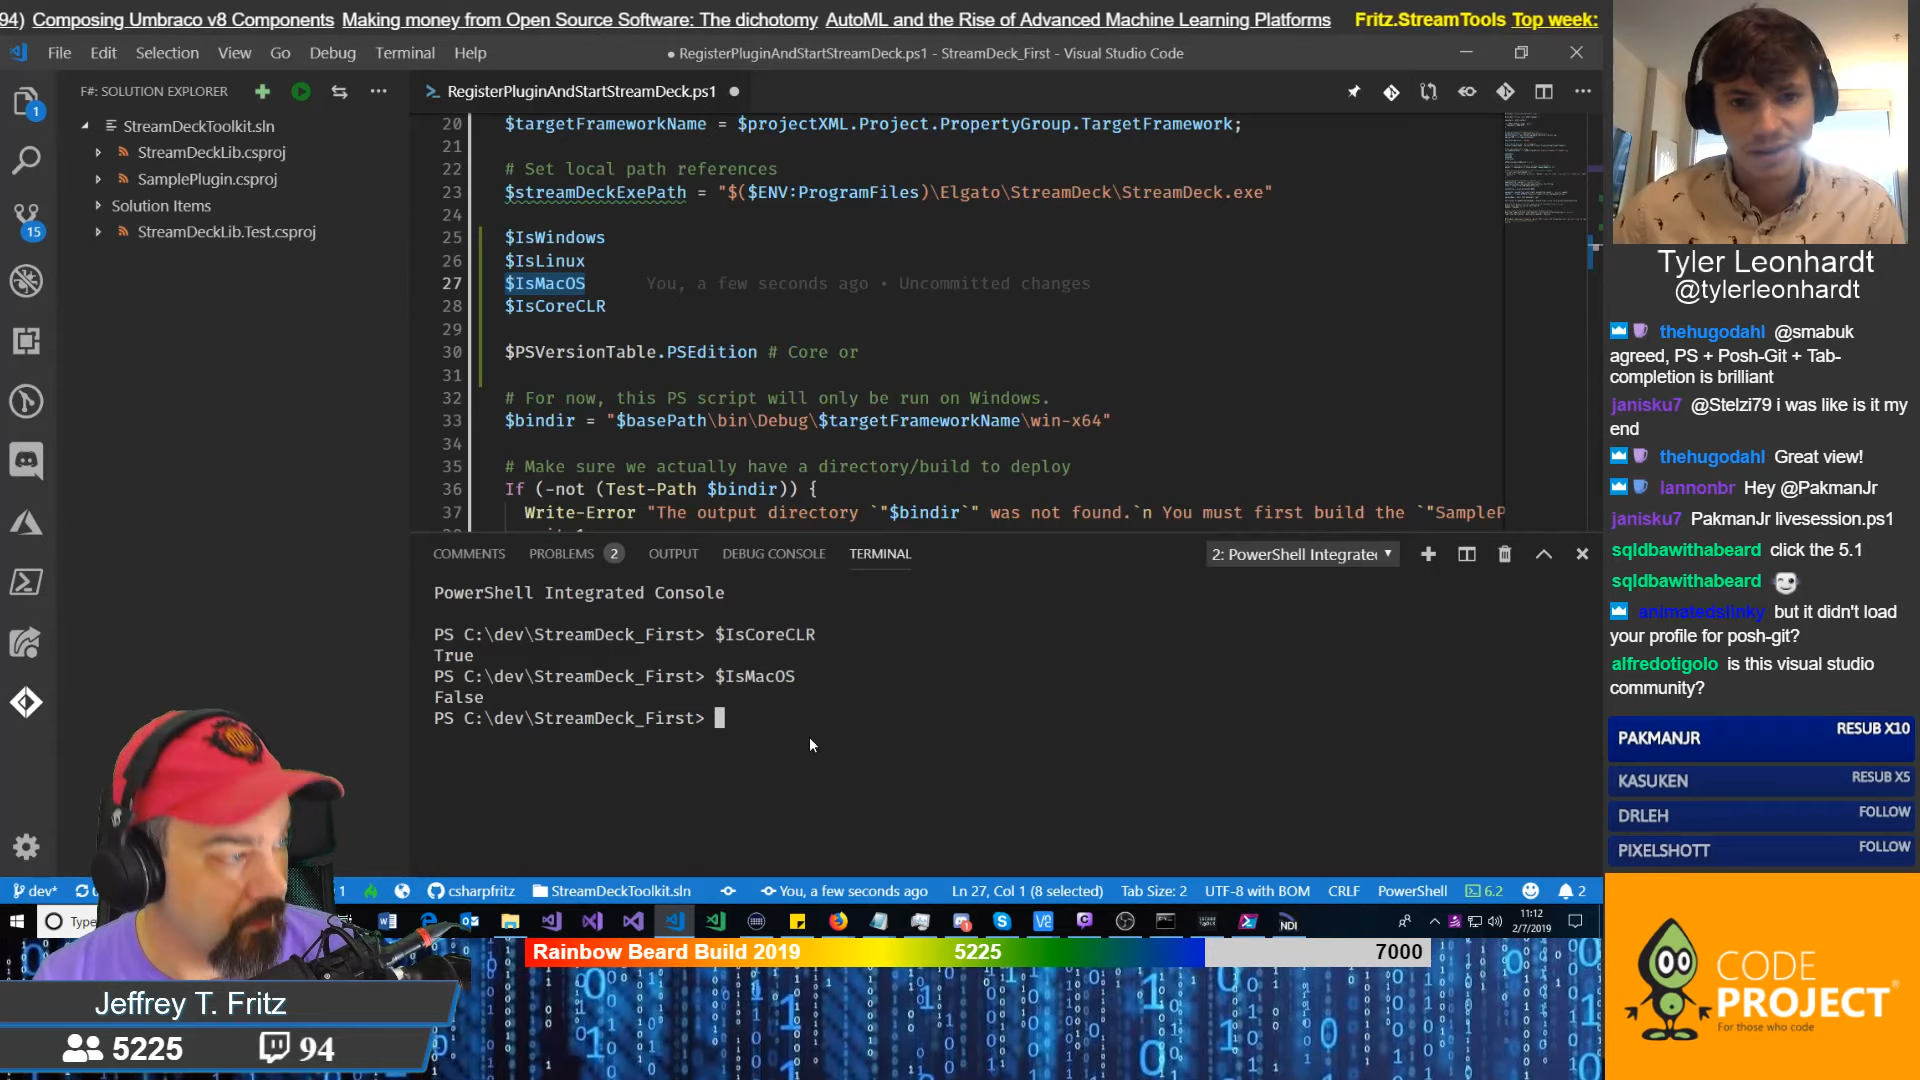 94) Composing Umbraco v8 Components Making money from Open Source Software: The dichotomy AutoML and the Rise of Advanced Machine Learning Platforms Fritz.StreamTools Top week:
File Edit Selection View Go Debug Terminal Help
● RegisterPluginAndStartStreamDeck.ps1 - StreamDeck_First - Visual Studio Code
F#: SOLUTION EXPLORER
1
StreamDeckToolkit.sln
StreamDeckLib.csproj
SamplePlugin.csproj
Solution Items
StreamDeckLib.Test.csproj
15
RegisterPluginAndStartStreamDeck.ps1 ●
20 $targetFrameworkName = $projectXML.Project.PropertyGroup.TargetFramework;
21
22 # Set local path references
23 $streamDeckExePath = "$($ENV:ProgramFiles)\Elgato\StreamDeck\StreamDeck.exe"
24
25 $IsWindows
26 $IsLinux
27 $IsMacOS You, a few seconds ago • Uncommitted changes
28 $IsCoreCLR
29
30 $PSVersionTable.PSEdition # Core or
31
32 # For now, this PS script will only be run on Windows.
33 $bindir = "$basePath\bin\Debug\$targetFrameworkName\win-x64"
34
35 # Make sure we actually have a directory/build to deploy
36 If (-not (Test-Path $bindir)) {
37 Write-Error "The output directory `"$bindir`" was not found.`n You must first build the `"SampleP
COMMENTS PROBLEMS 2 OUTPUT DEBUG CONSOLE TERMINAL
2: PowerShell Integrate
PowerShell Integrated Console
PS C:\dev\StreamDeck_First> $IsCoreCLR
True
PS C:\dev\StreamDeck_First> $IsMacOS
False
PS C:\dev\StreamDeck_First>
dev* 1 csharpfritz StreamDeckToolkit.sln You, a few seconds ago Ln 27, Col 1 (8 selected) Tab Size: 2 UTF-8 with BOM CRLF PowerShell 6.2 2
Type
NDI
11:12
2/7/2019
Rainbow Beard Build 2019 5225 7000
Jeffrey T. Fritz
5225 94
Tyler Leonhardt
@tylerleonhardt
thehugodahl @smabuk
agreed, PS + Posh-Git + Tab-
completion is brilliant
janisku7 @Stelzi79 i was like is it my
end
thehugodahl Great view!
lannonbr Hey @PakmanJr
janisku7 PakmanJr livesession.ps1
sqldbawithabeard click the 5.1
sqldbawithabeard
animatedslinky but it didn't load
your profile for posh-git?
alfredotigolo is this visual studio
community?
PAKMANJR RESUB X10
KASUKEN RESUB X5
DRLEH FOLLOW
PIXELSHOTT FOLLOW
CODE
PROJECT®
For those who code